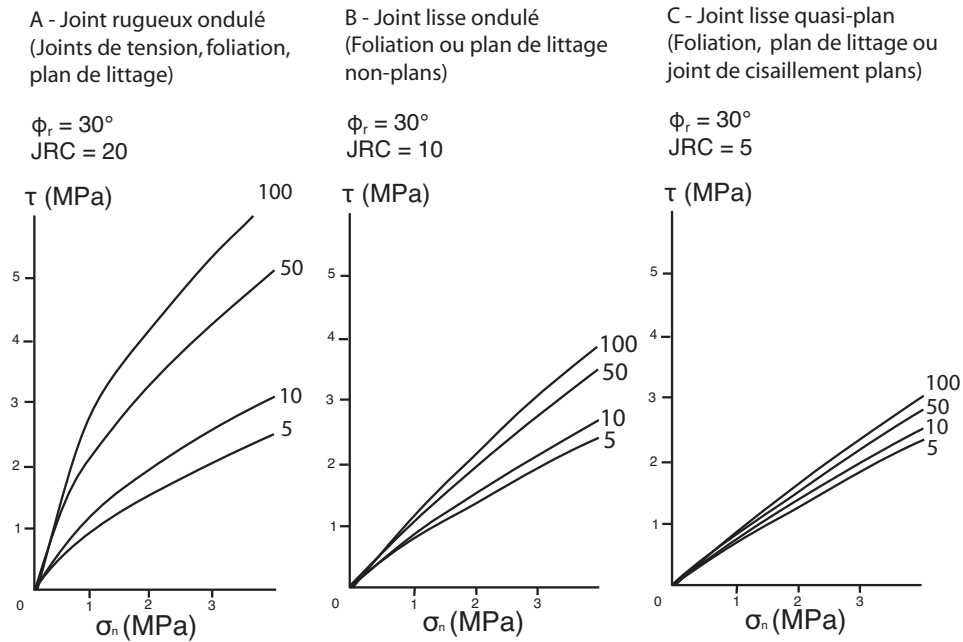 A - Joint rugueux ondulé
(Joints de tension, foliation,
plan de littage)
ϕr = 30°
JRC = 20
τ (MPa)
100
50
10
5
5
4
3
2
1
0
1
2
3
σn (MPa)
B - Joint lisse ondulé
(Foliation ou plan de littage
non-plans)
ϕr = 30°
JRC = 10
τ (MPa)
100
50
10
5
5
4
3
2
1
0
1
2
3
σn (MPa)
C - Joint lisse quasi-plan
(Foliation, plan de littage ou
joint de cisaillement plans)
ϕr = 30°
JRC = 5
τ (MPa)
100
50
10
5
5
4
3
2
1
0
1
2
3
σn (MPa)